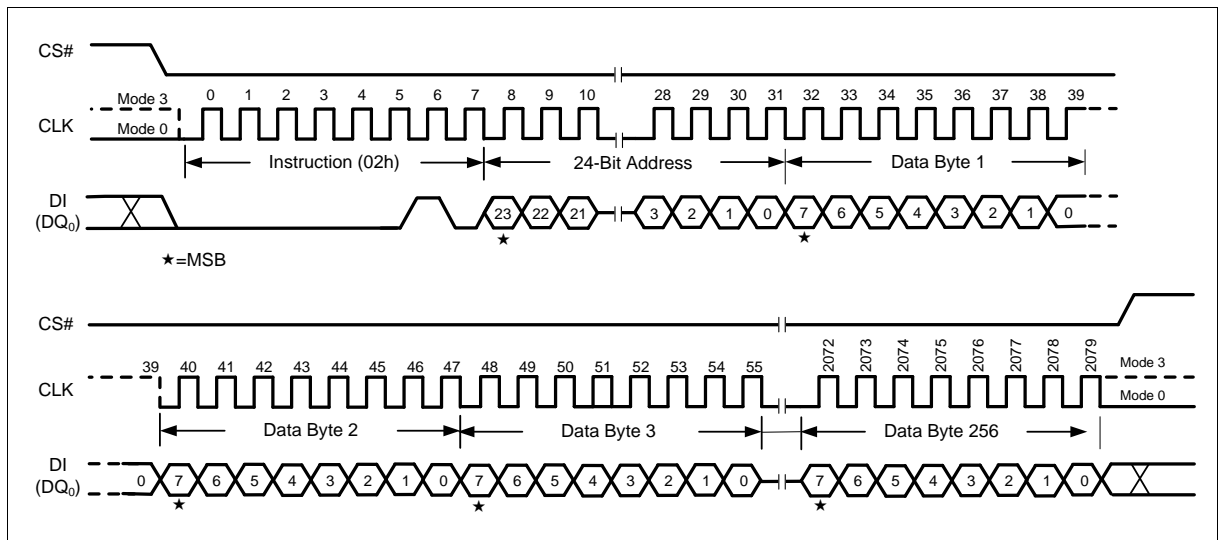 CS#
Mode 3
0 1 2 3 4 5 6 7 8 9 10 28 29 30 31 32 33 34 35 36 37 38 39
CLK
Mode 0
Instruction (02h) 24-Bit Address Data Byte 1
DI
(DQ0)
23 22 21 3 2 1 0 7 6 5 4 3 2 1 0
★ ★
★=MSB
CS#
39 40 41 42 43 44 45 46 47 48 49 50 51 52 53 54 55 2072 2073 2074 2075 2076 2077 2078 2079
Mode 3
CLK
Mode 0
Data Byte 2 Data Byte 3 Data Byte 256
DI
(DQ0)
0 7 6 5 4 3 2 1 0 7 6 5 4 3 2 1 0 7 6 5 4 3 2 1 0
★ ★ ★